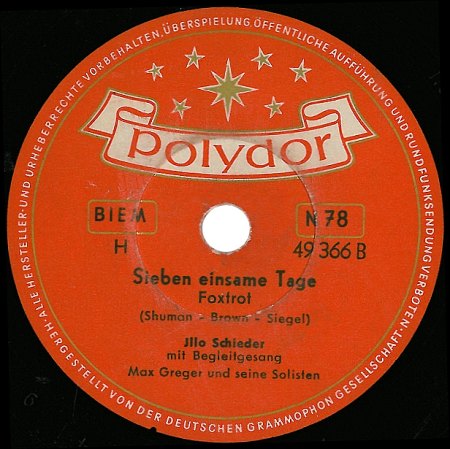 ALLE HERSTELLER- UND URHEBERRECHTE VORBEHALTEN. ÜBERSPIELUNG ÖFFENTLICHE AUFFÜHRUNG UND RUNDFUNKSENDUNG VERBOTEN·
polydor
BIEM
N 78
H
49 366 B
Sieben einsame Tage
Foxtrot
(Shuman - Brown - Siegel)
Jllo Schieder
mit Begleitgesang
Max Greger und seine Solisten
HERGESTELLT VON DER DEUTSCHEN GRAMMOPHON GESELLSCHAFT·